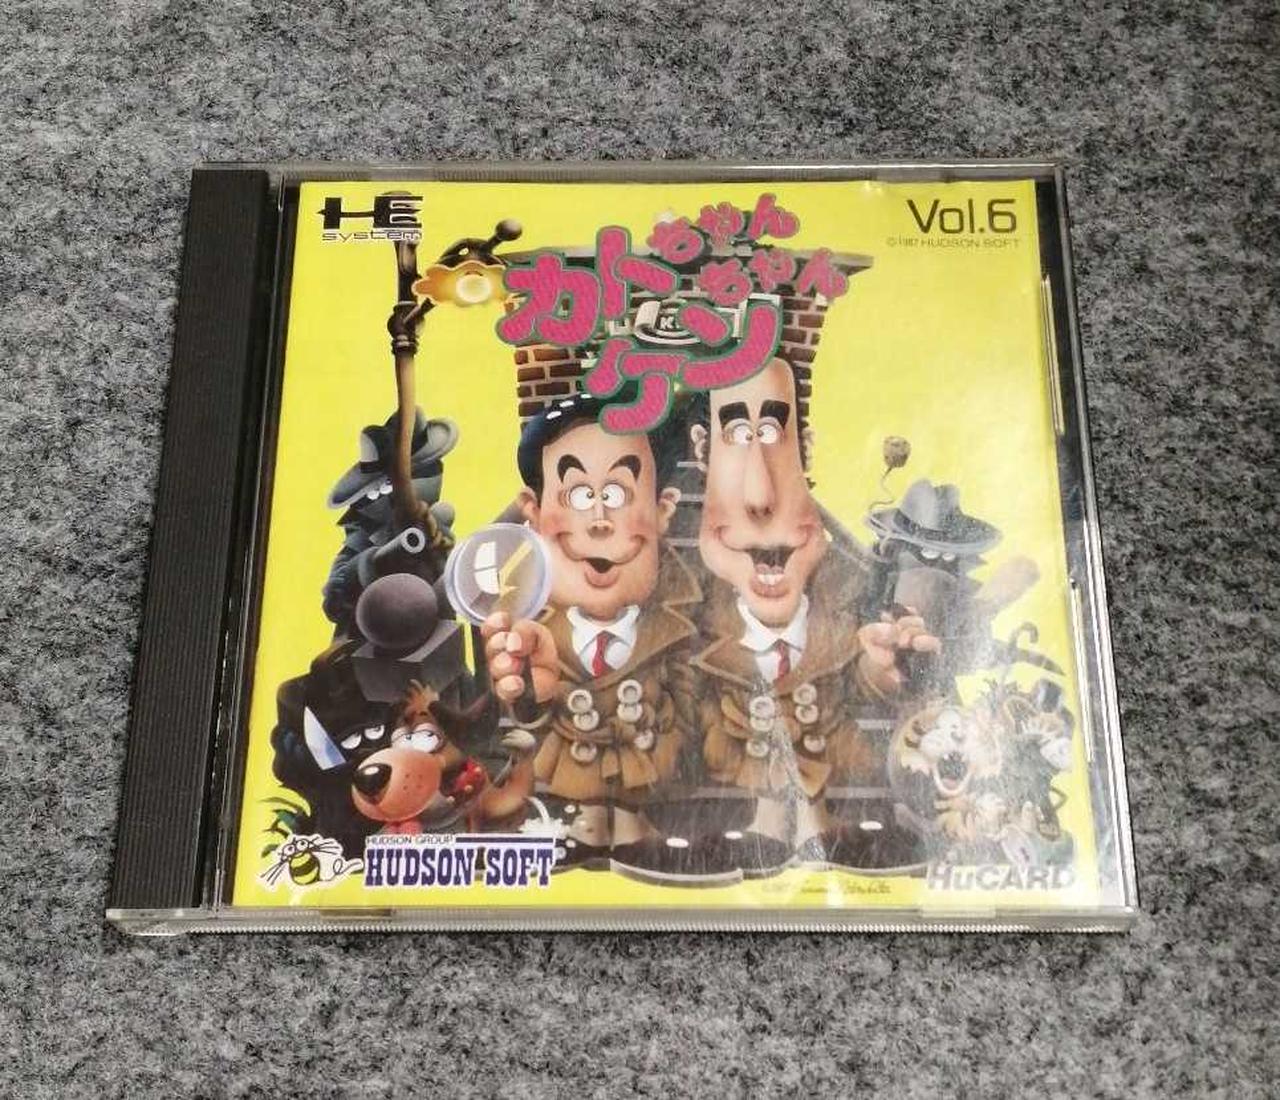 HE
system
Vol.6
©1987 HUDSON SOFT
カトちゃん
ケンちゃん
HUDSON GROUP
HUDSON SOFT
HuCARD